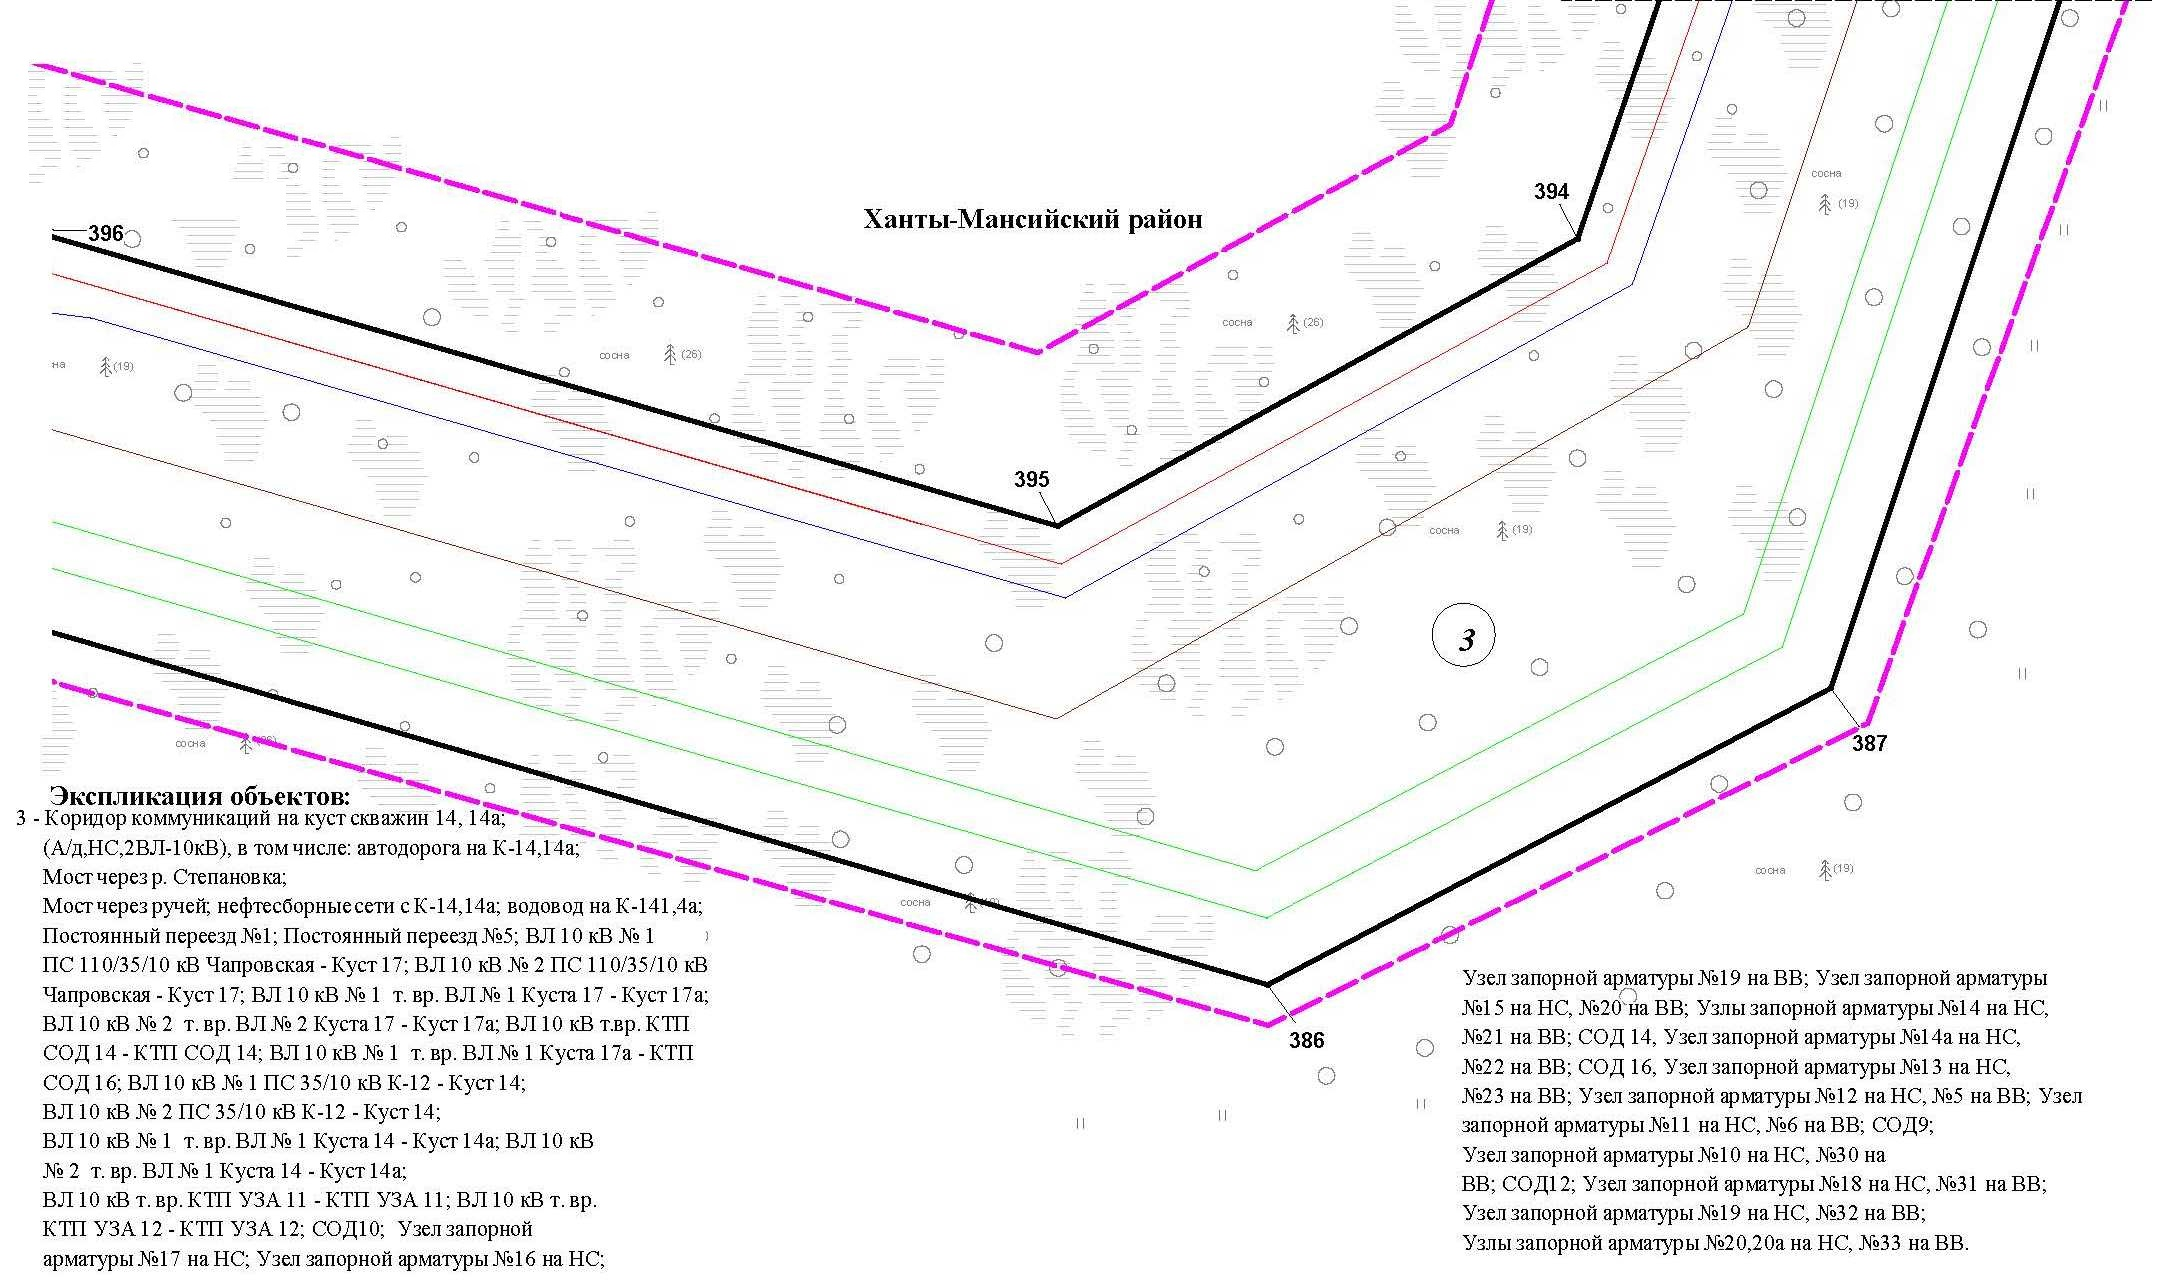 Ханты-Мансийский район
394
396
395
387
386
3
сосна (19)
сосна (26)
сосна (26)
на (19)
сосна (19)
сосна
сосна
сосна (19)
Экспликация объектов:
3 - Коридор коммуникаций на куст скважин 14, 14а;
(А/д,НС,2ВЛ-10кВ), в том числе: автодорога на К-14,14а;
Мост через р. Степановка;
Мост через ручей; нефтесборные сети с К-14,14а; водовод на К-141,4а;
Постоянный переезд №1; Постоянный переезд №5; ВЛ 10 кВ № 1
ПС 110/35/10 кВ Чапровская - Куст 17; ВЛ 10 кВ № 2 ПС 110/35/10 кВ
Чапровская - Куст 17; ВЛ 10 кВ № 1 т. вр. ВЛ № 1 Куста 17 - Куст 17а;
ВЛ 10 кВ № 2 т. вр. ВЛ № 2 Куста 17 - Куст 17а; ВЛ 10 кВ т.вр. КТП
СОД 14 - КТП СОД 14; ВЛ 10 кВ № 1 т. вр. ВЛ № 1 Куста 17а - КТП
СОД 16; ВЛ 10 кВ № 1 ПС 35/10 кВ К-12 - Куст 14;
ВЛ 10 кВ № 2 ПС 35/10 кВ К-12 - Куст 14;
ВЛ 10 кВ № 1 т. вр. ВЛ № 1 Куста 14 - Куст 14а; ВЛ 10 кВ
№ 2 т. вр. ВЛ № 1 Куста 14 - Куст 14а;
ВЛ 10 кВ т. вр. КТП УЗА 11 - КТП УЗА 11; ВЛ 10 кВ т. вр.
КТП УЗА 12 - КТП УЗА 12; СОД10; Узел запорной
арматуры №17 на НС; Узел запорной арматуры №16 на НС;
Узел запорной арматуры №19 на ВВ; Узел запорной арматуры
№15 на НС, №20 на ВВ; Узлы запорной арматуры №14 на НС,
№21 на ВВ; СОД 14, Узел запорной арматуры №14а на НС,
№22 на ВВ; СОД 16, Узел запорной арматуры №13 на НС,
№23 на ВВ; Узел запорной арматуры №12 на НС, №5 на ВВ; Узел
запорной арматуры №11 на НС, №6 на ВВ; СОД9;
Узел запорной арматуры №10 на НС, №30 на
ВВ; СОД12; Узел запорной арматуры №18 на НС, №31 на ВВ;
Узел запорной арматуры №19 на НС, №32 на ВВ;
Узлы запорной арматуры №20,20а на НС, №33 на ВВ.